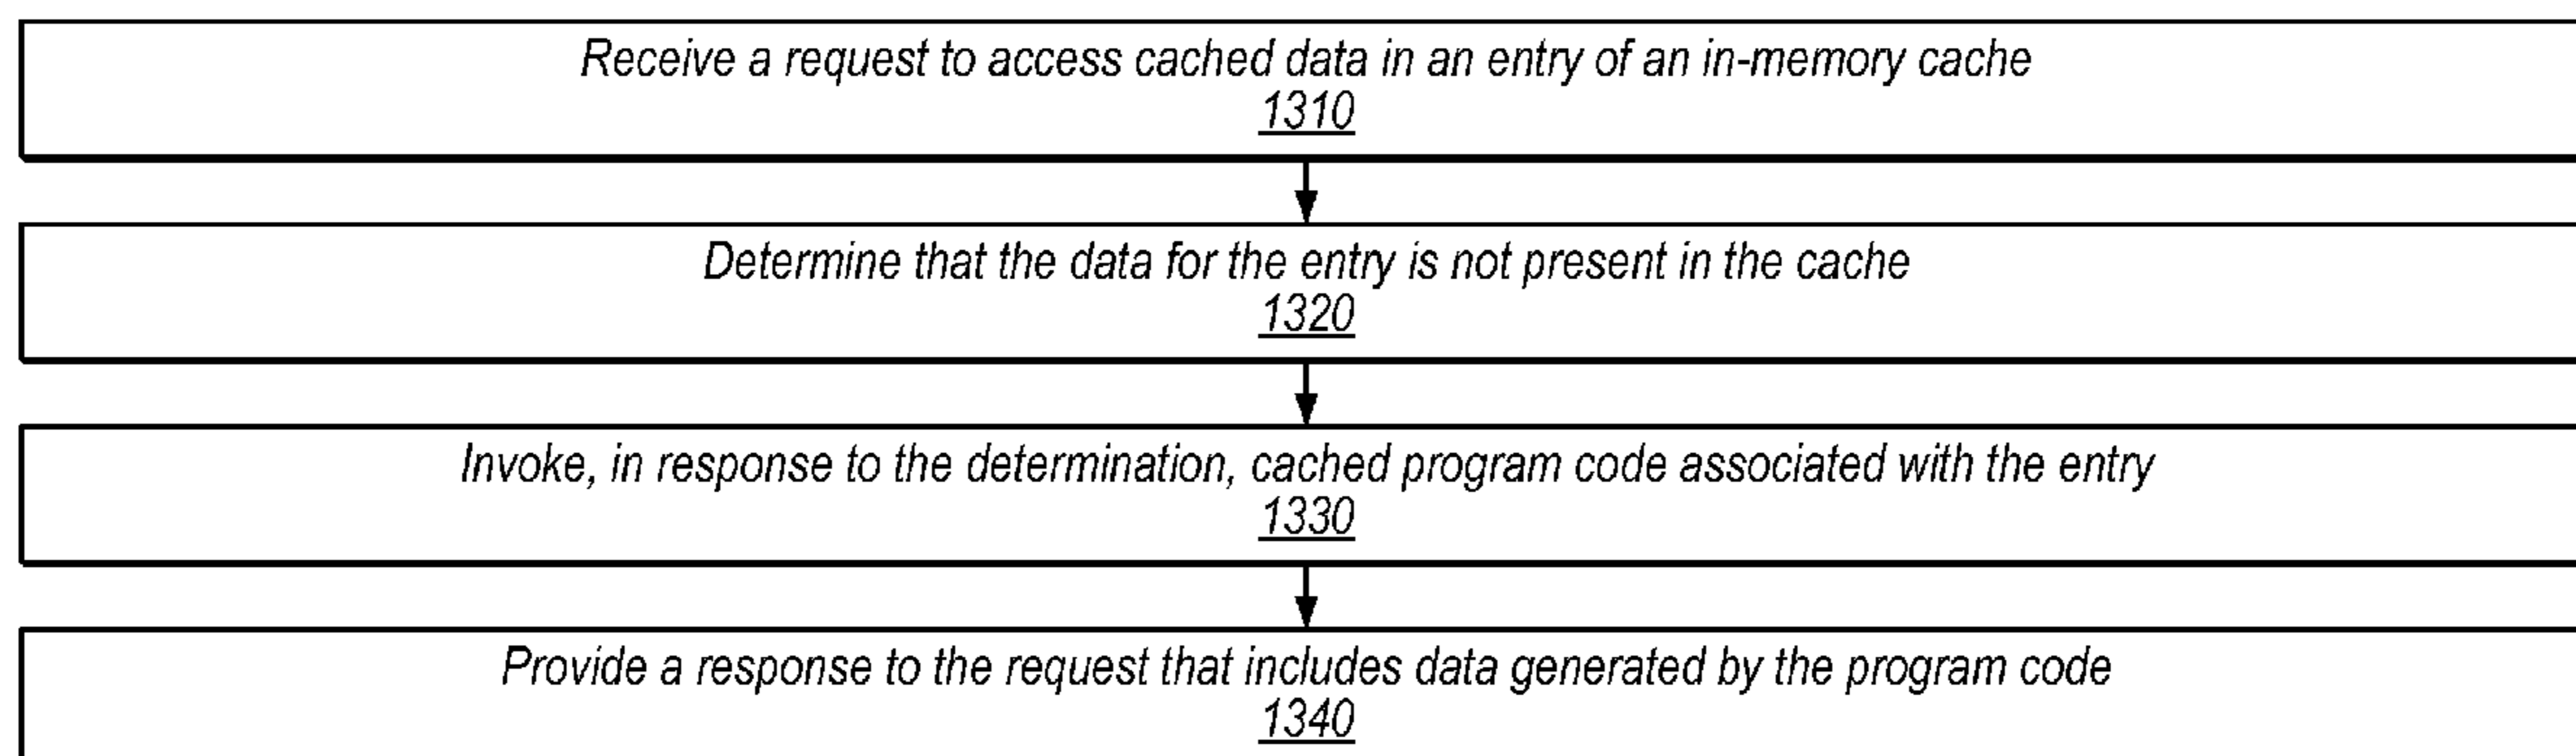 Receive a request to access cached data in an entry of an in-memory cache
1310
Determine that the data for the entry is not present in the cache
1320
Invoke, in response to the determination, cached program code associated with the entry
1330
Provide a response to the request that includes data generated by the program code
1340